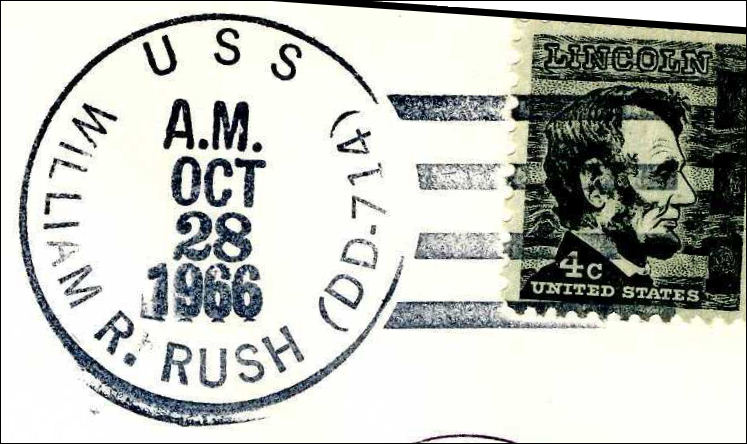 USS
WILLIAM R. RUSH (DD-714)
A.M.
OCT
28
1966
LINCOLN
4c
UNITED STATES